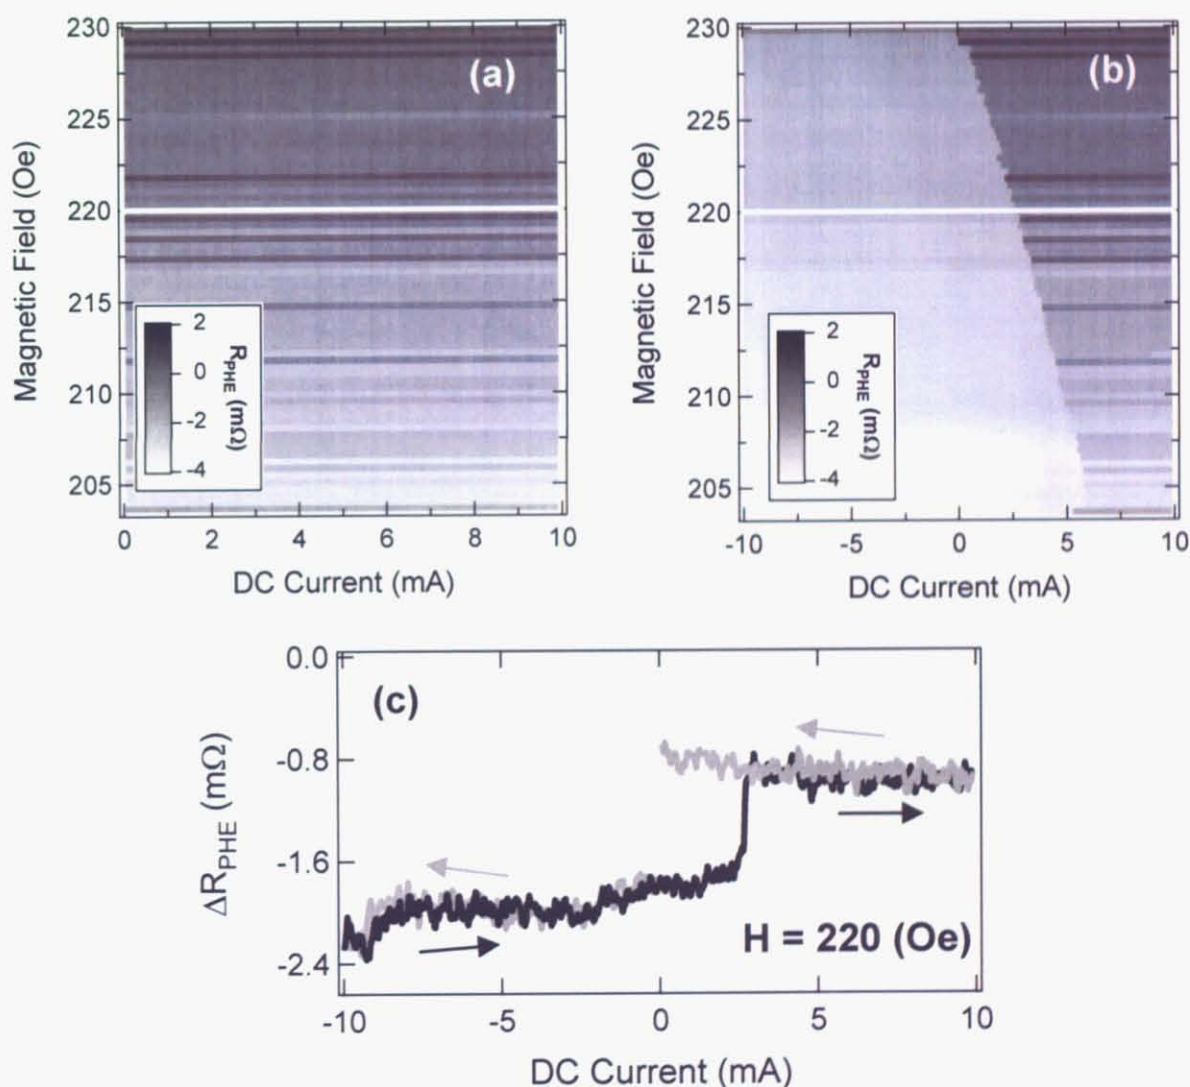 (a)
Magnetic Field (Oe)
230
225
220
215
210
205
2
0
-2
-4
R_PHE (mΩ)
0 2 4 6 8 10
DC Current (mA)
(b)
Magnetic Field (Oe)
230
225
220
215
210
205
2
0
-2
-4
R_PHE (mΩ)
-10 -5 0 5 10
DC Current (mA)
(c)
ΔR_PHE (mΩ)
0.0
-0.8
-1.6
-2.4
H = 220 (Oe)
-10 -5 0 5 10
DC Current (mA)